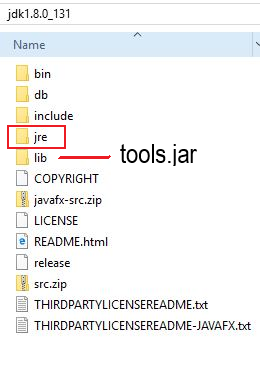 jdk1.8.0_131
Name
bin
db
include
jre
lib tools.jar
COPYRIGHT
javafx-src.zip
LICENSE
README.html
release
src.zip
THIRDPARTYLICENSEREADME.txt
THIRDPARTYLICENSEREADME-JAVAFX.txt